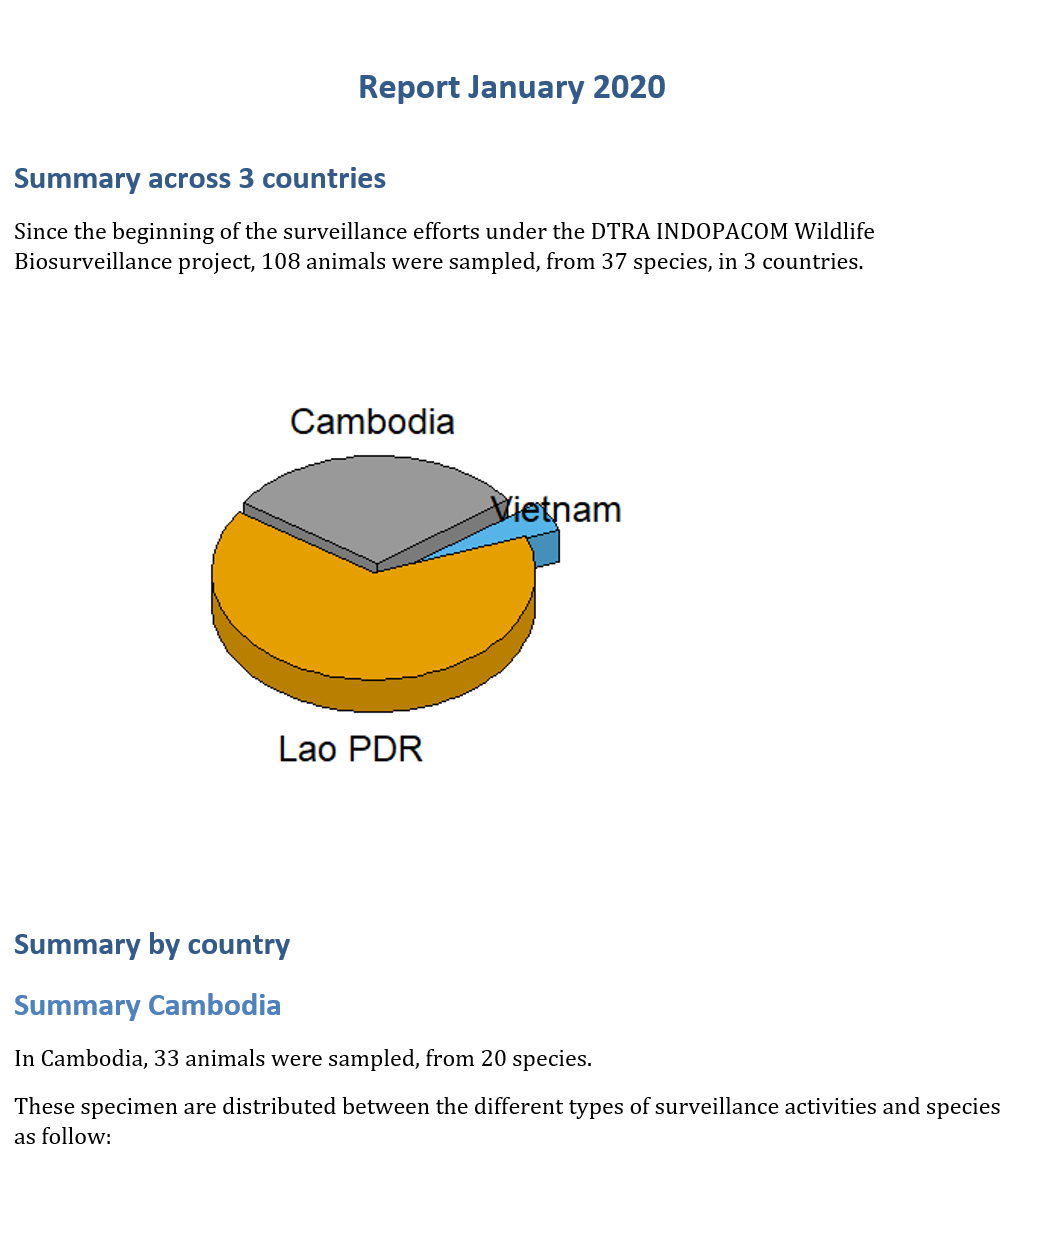 Report January 2020
Summary across 3 countries
Since the beginning of the surveillance efforts under the DTRA INDOPACOM Wildlife
Biosurveillance project, 108 animals were sampled, from 37 species, in 3 countries.
Cambodia
Vietnam
Lao PDR
Summary by country
Summary Cambodia
In Cambodia, 33 animals were sampled, from 20 species.
These specimen are distributed between the different types of surveillance activities and species
as follow: